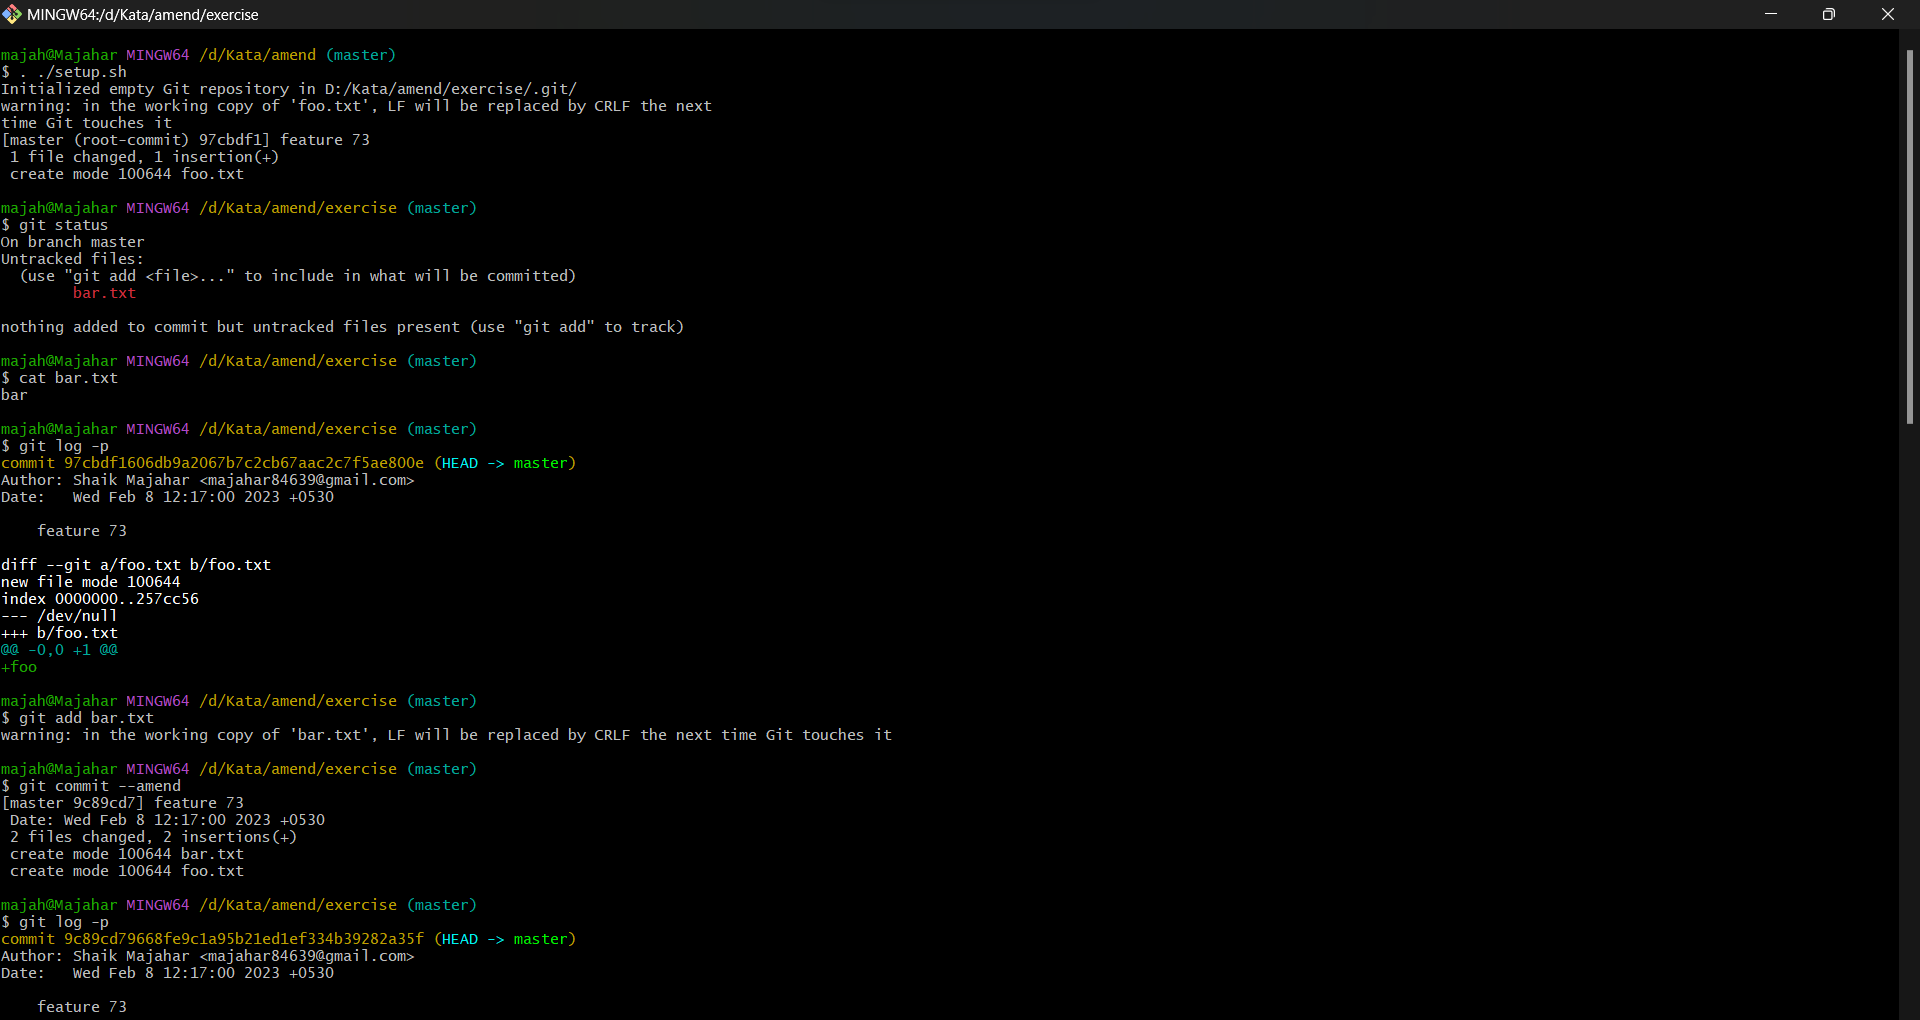 MINGW64:/d/Kata/amend/exercise
majah@Majahar MINGW64 /d/Kata/amend (master)
$ . ./setup.sh
Initialized empty Git repository in D:/Kata/amend/exercise/.git/
warning: in the working copy of 'foo.txt', LF will be replaced by CRLF the next
time Git touches it
[master (root-commit) 97cbdf1] feature 73
 1 file changed, 1 insertion(+)
 create mode 100644 foo.txt
majah@Majahar MINGW64 /d/Kata/amend/exercise (master)
$ git status
On branch master
Untracked files:
  (use "git add <file>..." to include in what will be committed)
        bar.txt
nothing added to commit but untracked files present (use "git add" to track)
majah@Majahar MINGW64 /d/Kata/amend/exercise (master)
$ cat bar.txt
bar
majah@Majahar MINGW64 /d/Kata/amend/exercise (master)
$ git log -p
commit 97cbdf1606db9a2067b7c2cb67aac2c7f5ae800e (HEAD -> master)
Author: Shaik Majahar <majahar84639@gmail.com>
Date:   Wed Feb 8 12:17:00 2023 +0530
    feature 73
diff --git a/foo.txt b/foo.txt
new file mode 100644
index 0000000..257cc56
--- /dev/null
+++ b/foo.txt
@@ -0,0 +1 @@
+foo
majah@Majahar MINGW64 /d/Kata/amend/exercise (master)
$ git add bar.txt
warning: in the working copy of 'bar.txt', LF will be replaced by CRLF the next time Git touches it
majah@Majahar MINGW64 /d/Kata/amend/exercise (master)
$ git commit --amend
[master 9c89cd7] feature 73
 Date: Wed Feb 8 12:17:00 2023 +0530
 2 files changed, 2 insertions(+)
 create mode 100644 bar.txt
 create mode 100644 foo.txt
majah@Majahar MINGW64 /d/Kata/amend/exercise (master)
$ git log -p
commit 9c89cd79668fe9c1a95b21ed1ef334b39282a35f (HEAD -> master)
Author: Shaik Majahar <majahar84639@gmail.com>
Date:   Wed Feb 8 12:17:00 2023 +0530
    feature 73